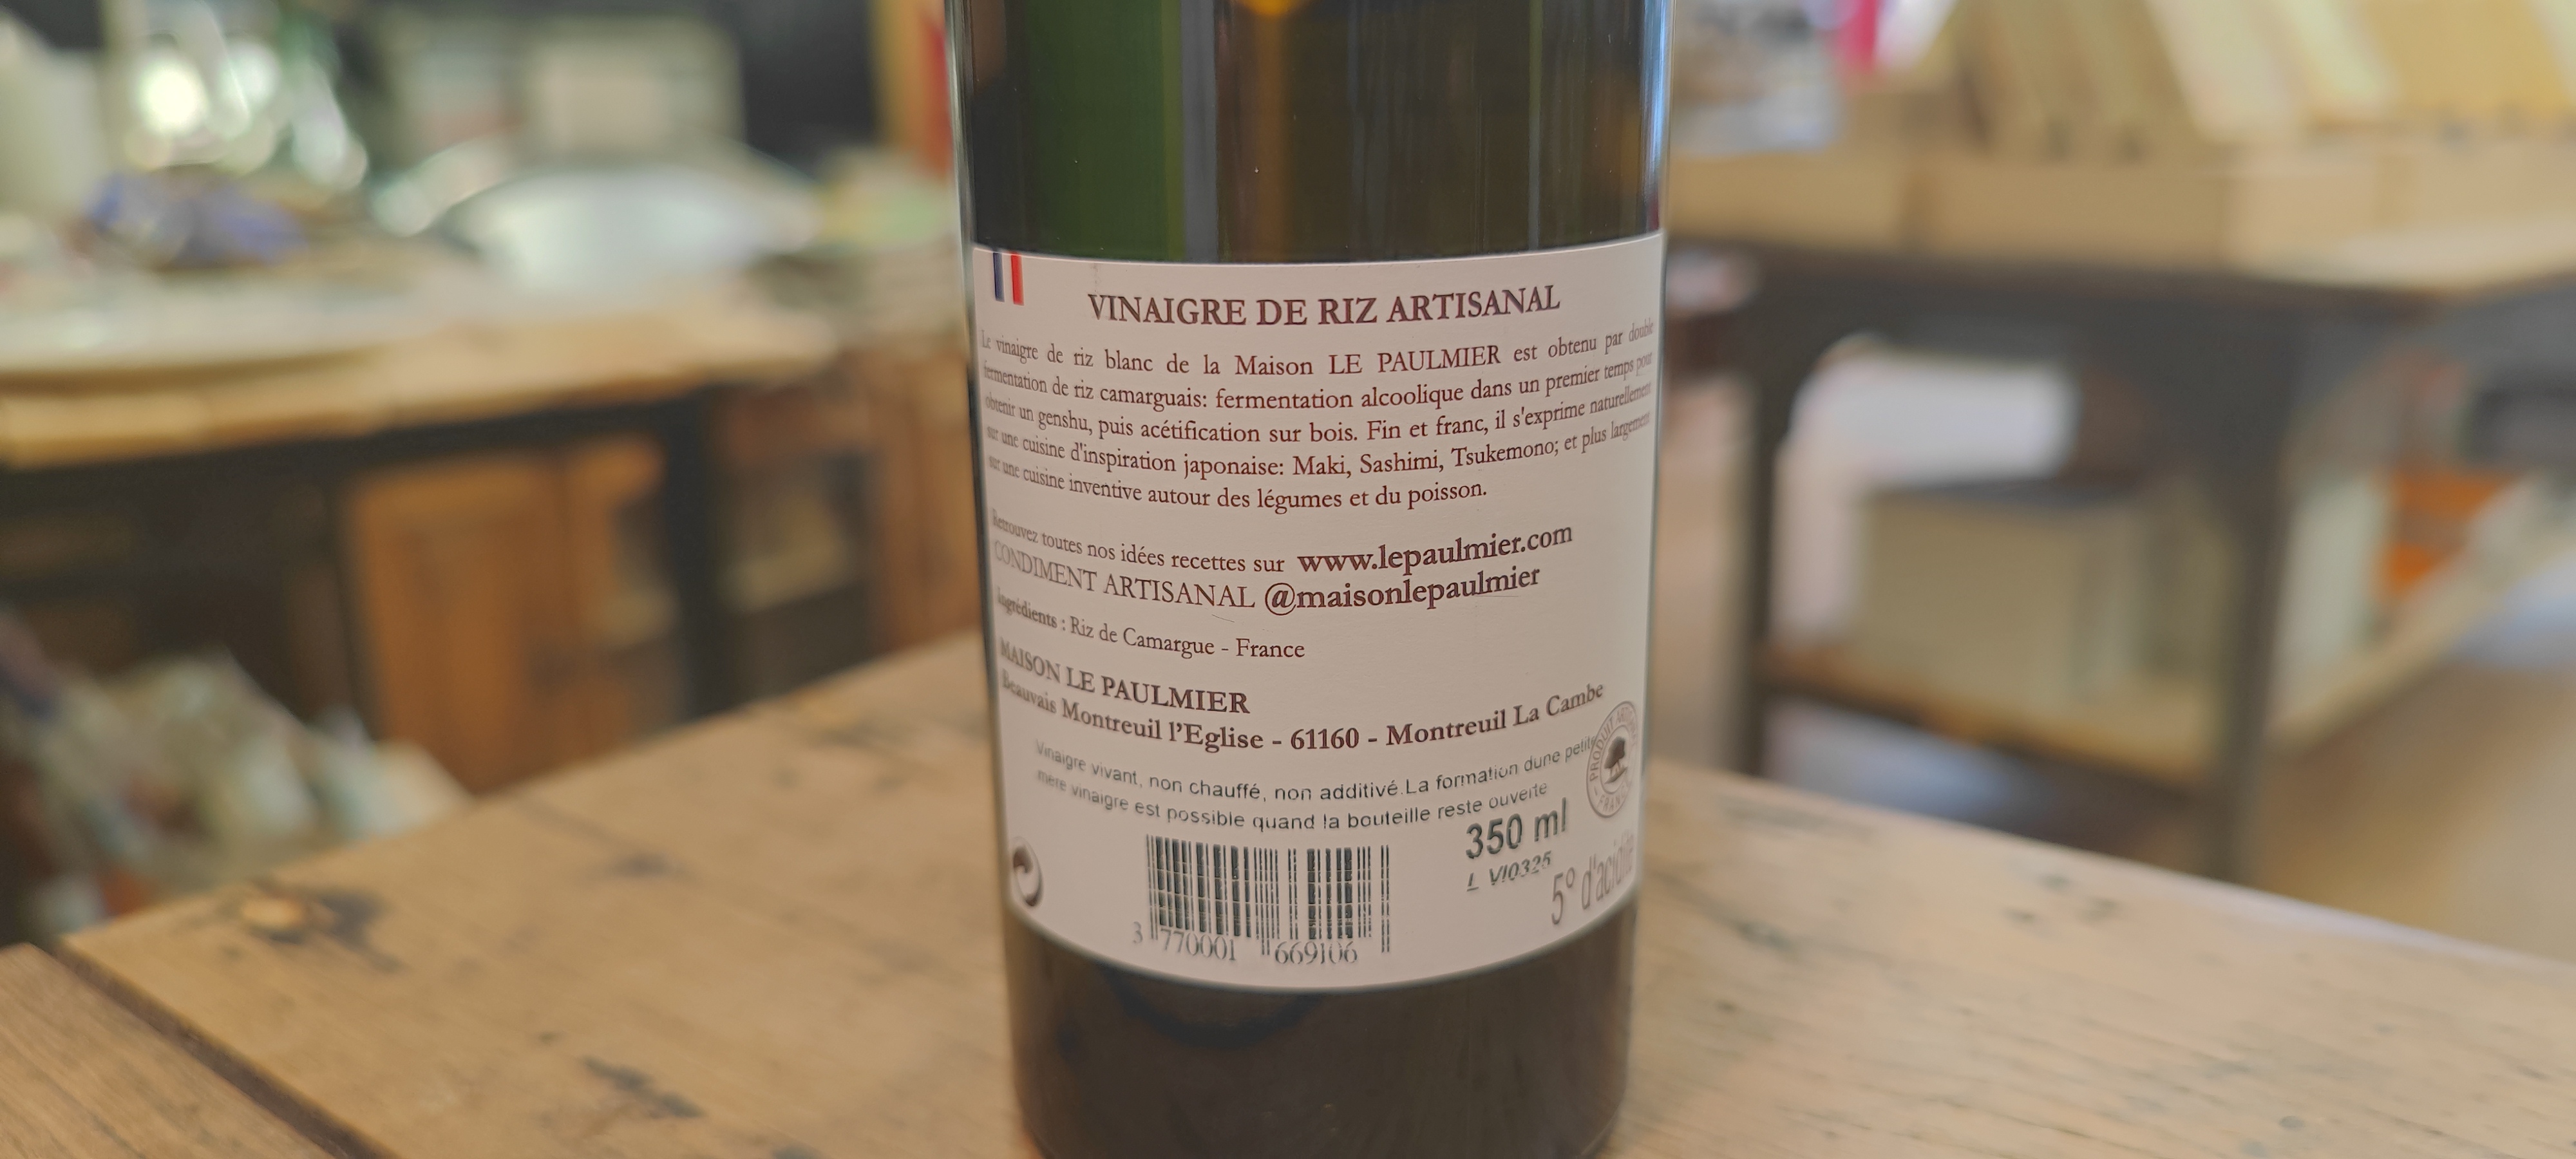 VINAIGRE DE RIZ ARTISANAL
Le vinaigre de riz blanc de la Maison LE PAULMIER est obtenu par double
fermentation de riz camarguais: fermentation alcoolique dans un premier temps pour
obtenir un genshu, puis acétification sur bois. Fin et franc, il s'exprime naturellement
sur une cuisine d'inspiration japonaise: Maki, Sashimi, Tsukemono; et plus largement
sur une cuisine inventive autour des légumes et du poisson.
Retrouvez toutes nos idées recettes sur www.lepaulmier.com
CONDIMENT ARTISANAL @maisonlepaulmier
Ingrédients : Riz de Camargue - France
MAISON LE PAULMIER
Beauvais Montreuil l'Eglise - 61160 - Montreuil La Cambe
Vinaigre vivant, non chauffé, non additivé.La formation dune petite
mère vinaigre est possible quand la bouteille reste ouverte
PRODUIT FRANCE
350 ml
L VI0325
5° d'acidité
3 770001 669106